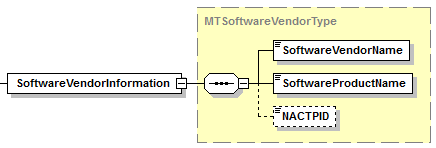 MTSoftwareVendorType
SoftwareVendorName
SoftwareVendorInformation
SoftwareProductName
NACTPID